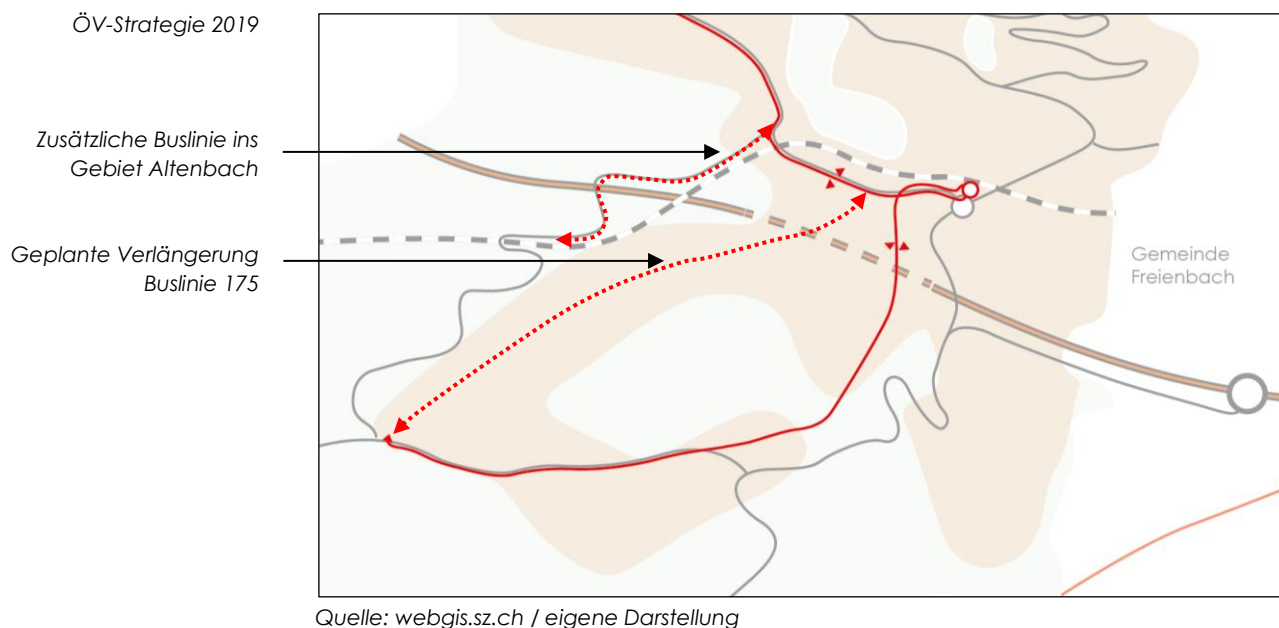 ÖV-Strategie 2019
Zusätzliche Buslinie ins
Gebiet Altenbach
Geplante Verlängerung
Buslinie 175
Gemeinde
Freienbach
Quelle: webgis.sz.ch / eigene Darstellung